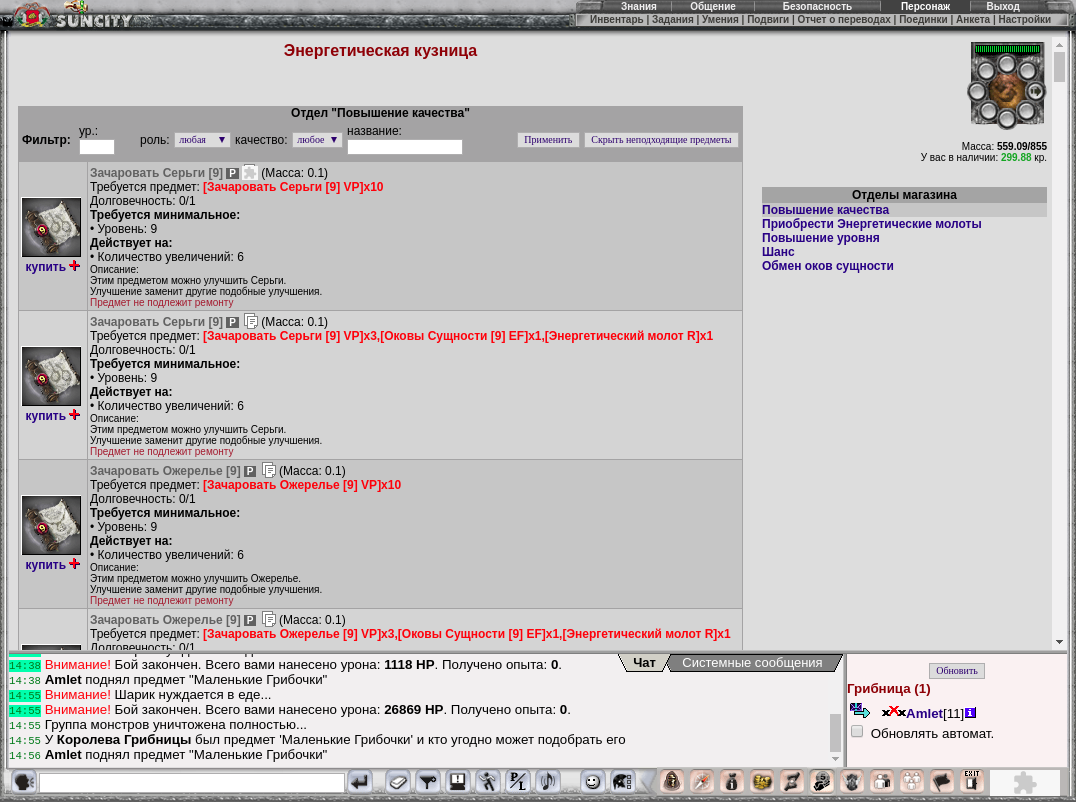 SUNCITY
Знания Общение Безопасность Персонаж Выход
Инвентарь | Задания | Умения | Подвиги | Отчет о переводах | Поединки | Анкета | Настройки
Энергетическая кузница
Масса: 559.09/855
У вас в наличии: 299.88 кр.
Отдел "Повышение качества"
Фильтр: ур.: роль: любая ▼ качество: любое ▼ название: Применить Скрыть неподходящие предметы
Отделы магазина
Повышение качества
Приобрести Энергетические молоты
Повышение уровня
Шанс
Обмен оков сущности
Зачаровать Серьги [9] P (Масса: 0.1)
Требуется предмет: [Зачаровать Серьги [9] VP]x10
Долговечность: 0/1
Требуется минимальное:
• Уровень: 9
Действует на:
• Количество увеличений: 6
Описание:
Этим предметом можно улучшить Серьги.
Улучшение заменит другие подобные улучшения.
Предмет не подлежит ремонту
9
купить
Зачаровать Серьги [9] P (Масса: 0.1)
Требуется предмет: [Зачаровать Серьги [9] VP]x3,[Оковы Сущности [9] EF]x1,[Энергетический молот R]x1
Долговечность: 0/1
Требуется минимальное:
• Уровень: 9
Действует на:
• Количество увеличений: 6
Описание:
Этим предметом можно улучшить Серьги.
Улучшение заменит другие подобные улучшения.
Предмет не подлежит ремонту
9
купить
Зачаровать Ожерелье [9] P (Масса: 0.1)
Требуется предмет: [Зачаровать Ожерелье [9] VP]x10
Долговечность: 0/1
Требуется минимальное:
• Уровень: 9
Действует на:
• Количество увеличений: 6
Описание:
Этим предметом можно улучшить Ожерелье.
Улучшение заменит другие подобные улучшения.
Предмет не подлежит ремонту
9
купить
Зачаровать Ожерелье [9] P (Масса: 0.1)
Требуется предмет: [Зачаровать Ожерелье [9] VP]x3,[Оковы Сущности [9] EF]x1,[Энергетический молот R]x1
Долговечность: 0/1
Чат Системные сообщения
14:38 Внимание! Бой закончен. Всего вами нанесено урона: 1118 HP. Получено опыта: 0.
14:38 Amlet поднял предмет "Маленькие Грибочки"
14:55 Внимание! Шарик нуждается в еде...
14:55 Внимание! Бой закончен. Всего вами нанесено урона: 26869 HP. Получено опыта: 0.
14:55 Группа монстров уничтожена полностью...
14:55 У Королева Грибницы был предмет 'Маленькие Грибочки' и кто угодно может подобрать его
14:56 Amlet поднял предмет "Маленькие Грибочки"
Обновить
Грибница (1)
Amlet[11] i
Обновлять автомат.
P/L
EXIT